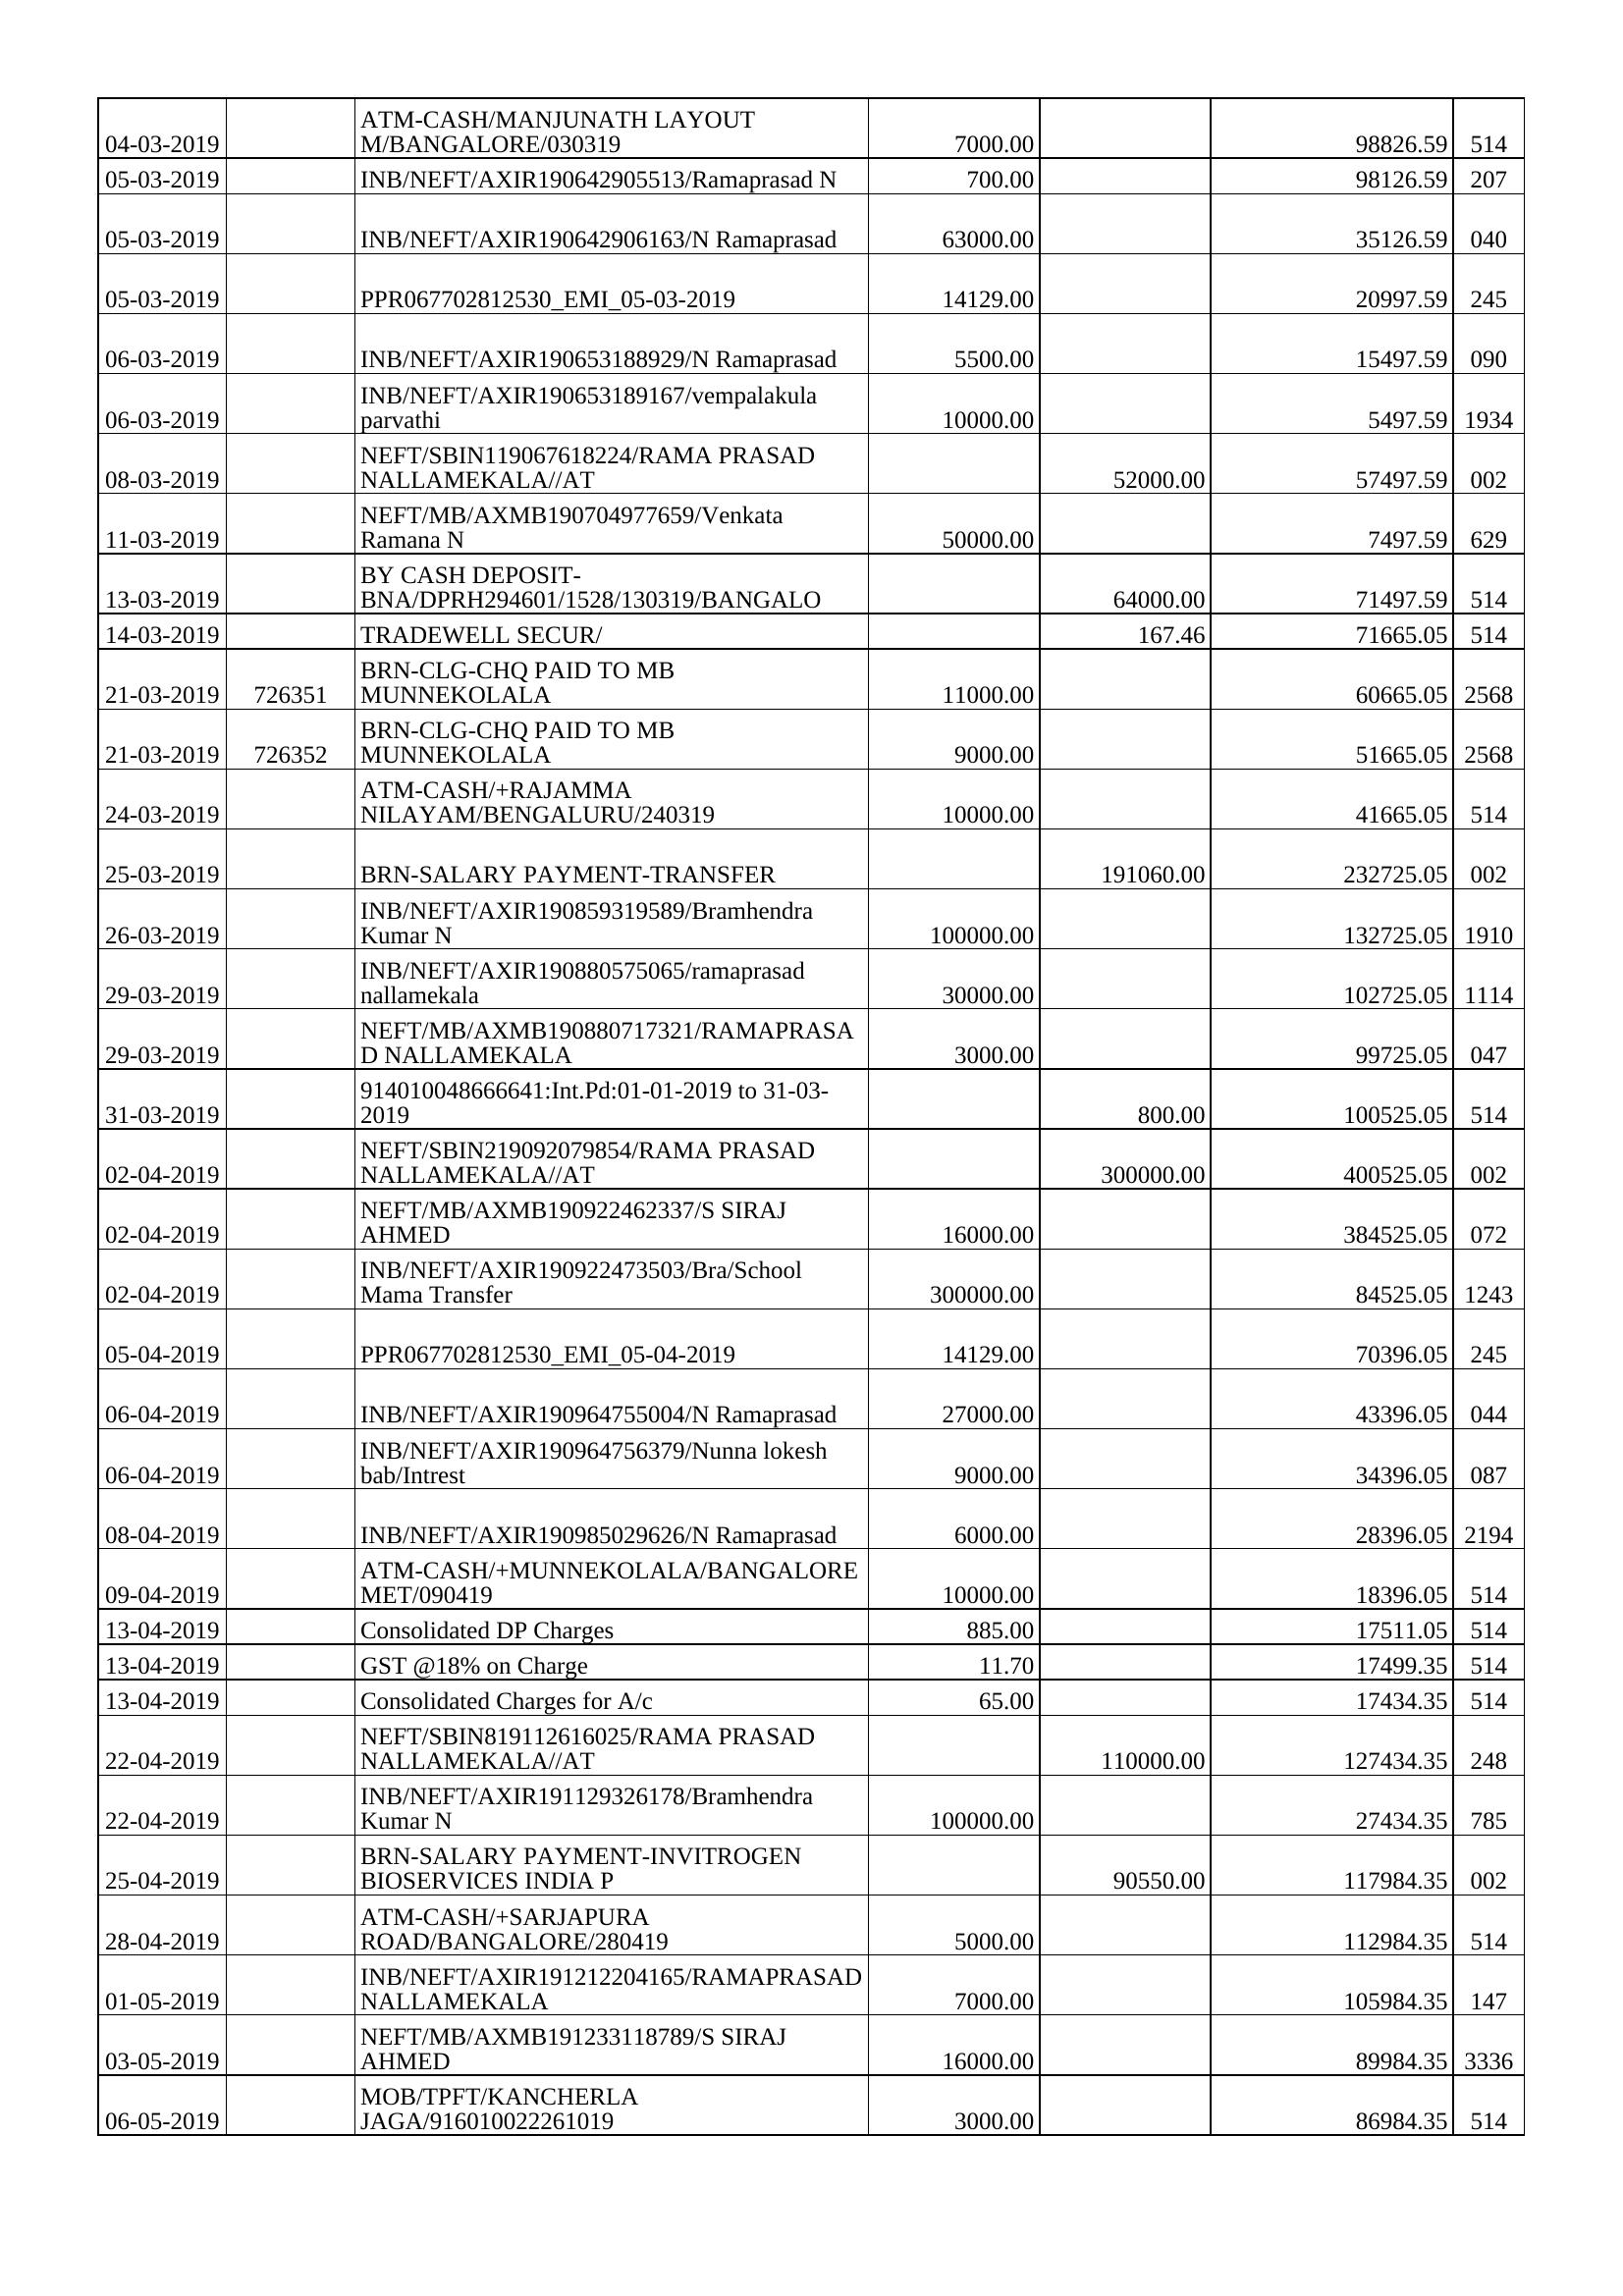 ATM-CASH/MANJUNATH LAYOUT
04-03-2019 M/BANGALORE/030319 7000.00 98826.59 514
05-03-2019 INB/NEFT/AXIR190642905513/Ramaprasad N 700.00 98126.59 207
05-03-2019 INB/NEFT/AXIR190642906163/N Ramaprasad 63000.00 35126.59 040
05-03-2019 PPR067702812530_EMI_05-03-2019 14129.00 20997.59 245
06-03-2019 INB/NEFT/AXIR190653188929/N Ramaprasad 5500.00 15497.59 090
INB/NEFT/AXIR190653189167/vempalakula
06-03-2019 parvathi 10000.00 5497.59 1934
NEFT/SBIN119067618224/RAMA PRASAD
08-03-2019 NALLAMEKALA//AT 52000.00 57497.59 002
NEFT/MB/AXMB190704977659/Venkata
11-03-2019 Ramana N 50000.00 7497.59 629
BY CASH DEPOSIT-
13-03-2019 BNA/DPRH294601/1528/130319/BANGALO 64000.00 71497.59 514
14-03-2019 TRADEWELL SECUR/ 167.46 71665.05 514
BRN-CLG-CHQ PAID TO MB
21-03-2019 726351 MUNNEKOLALA 11000.00 60665.05 2568
BRN-CLG-CHQ PAID TO MB
21-03-2019 726352 MUNNEKOLALA 9000.00 51665.05 2568
ATM-CASH/+RAJAMMA
24-03-2019 NILAYAM/BENGALURU/240319 10000.00 41665.05 514
25-03-2019 BRN-SALARY PAYMENT-TRANSFER 191060.00 232725.05 002
INB/NEFT/AXIR190859319589/Bramhendra
26-03-2019 Kumar N 100000.00 132725.05 1910
INB/NEFT/AXIR190880575065/ramaprasad
29-03-2019 nallamekala 30000.00 102725.05 1114
NEFT/MB/AXMB190880717321/RAMAPRASA
29-03-2019 D NALLAMEKALA 3000.00 99725.05 047
914010048666641:Int.Pd:01-01-2019 to 31-03-
31-03-2019 2019 800.00 100525.05 514
NEFT/SBIN219092079854/RAMA PRASAD
02-04-2019 NALLAMEKALA//AT 300000.00 400525.05 002
NEFT/MB/AXMB190922462337/S SIRAJ
02-04-2019 AHMED 16000.00 384525.05 072
INB/NEFT/AXIR190922473503/Bra/School
02-04-2019 Mama Transfer 300000.00 84525.05 1243
05-04-2019 PPR067702812530_EMI_05-04-2019 14129.00 70396.05 245
06-04-2019 INB/NEFT/AXIR190964755004/N Ramaprasad 27000.00 43396.05 044
INB/NEFT/AXIR190964756379/Nunna lokesh
06-04-2019 bab/Intrest 9000.00 34396.05 087
08-04-2019 INB/NEFT/AXIR190985029626/N Ramaprasad 6000.00 28396.05 2194
ATM-CASH/+MUNNEKOLALA/BANGALORE
09-04-2019 MET/090419 10000.00 18396.05 514
13-04-2019 Consolidated DP Charges 885.00 17511.05 514
13-04-2019 GST @18% on Charge 11.70 17499.35 514
13-04-2019 Consolidated Charges for A/c 65.00 17434.35 514
NEFT/SBIN819112616025/RAMA PRASAD
22-04-2019 NALLAMEKALA//AT 110000.00 127434.35 248
INB/NEFT/AXIR191129326178/Bramhendra
22-04-2019 Kumar N 100000.00 27434.35 785
BRN-SALARY PAYMENT-INVITROGEN
25-04-2019 BIOSERVICES INDIA P 90550.00 117984.35 002
ATM-CASH/+SARJAPURA
28-04-2019 ROAD/BANGALORE/280419 5000.00 112984.35 514
INB/NEFT/AXIR191212204165/RAMAPRASAD
01-05-2019 NALLAMEKALA 7000.00 105984.35 147
NEFT/MB/AXMB191233118789/S SIRAJ
03-05-2019 AHMED 16000.00 89984.35 3336
MOB/TPFT/KANCHERLA
06-05-2019 JAGA/916010022261019 3000.00 86984.35 514